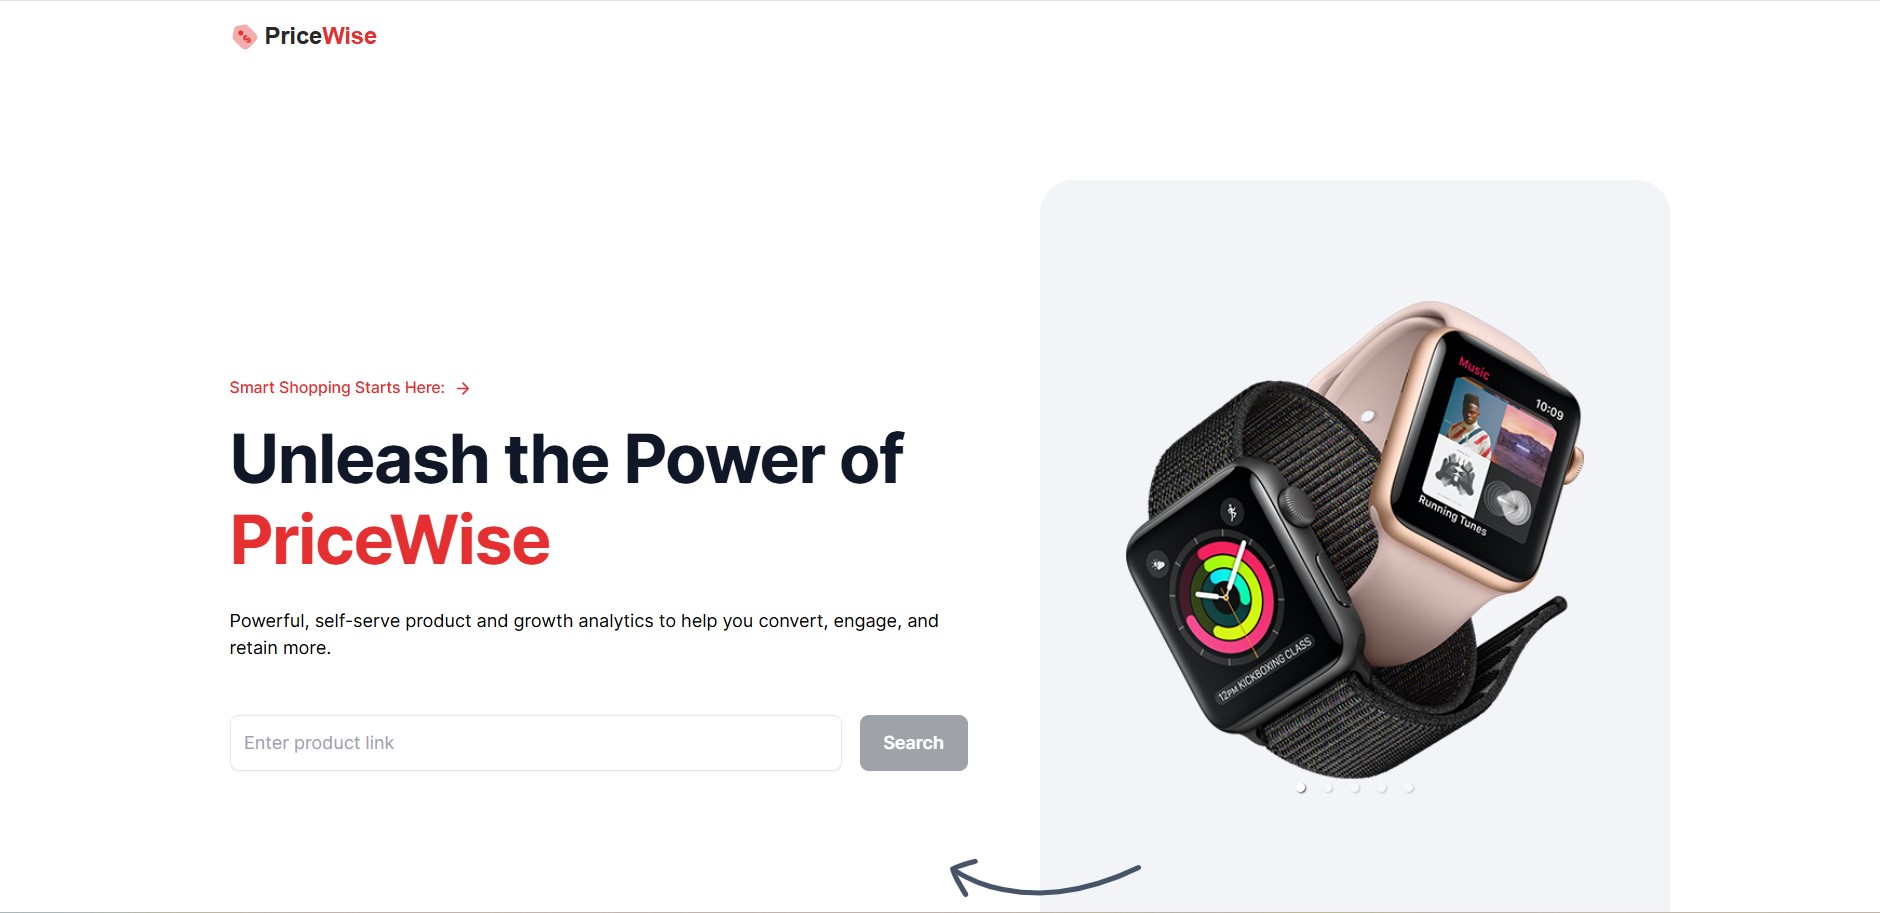 PriceWise
Smart Shopping Starts Here:
Unleash the Power of
PriceWise
Powerful, self-serve product and growth analytics to help you convert, engage, and
retain more.
Enter product link
Search
Music
10:09
Running Tunes
12PM KICKBOXING CLASS